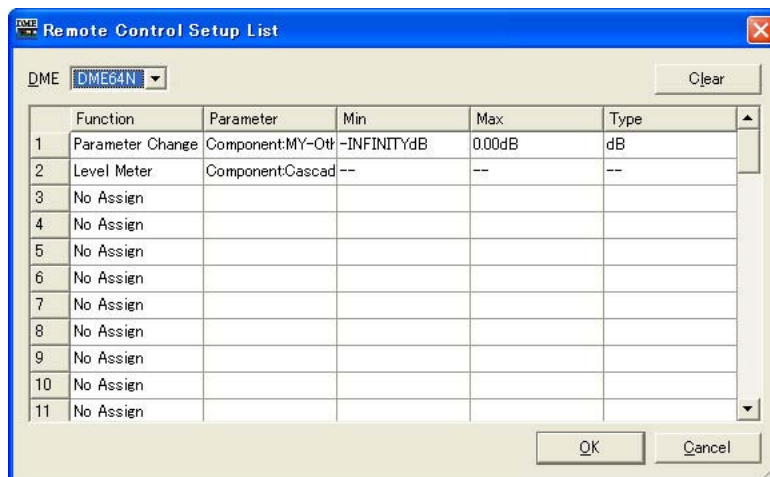 DME Remote Control Setup List
DME DME64N Clear
Function Parameter Min Max Type
1 Parameter Change Component:MY-Oth -INFINITYdB 0.00dB dB
2 Level Meter Component:Cascad -- -- --
3 No Assign
4 No Assign
5 No Assign
6 No Assign
7 No Assign
8 No Assign
9 No Assign
10 No Assign
11 No Assign
OK Cancel